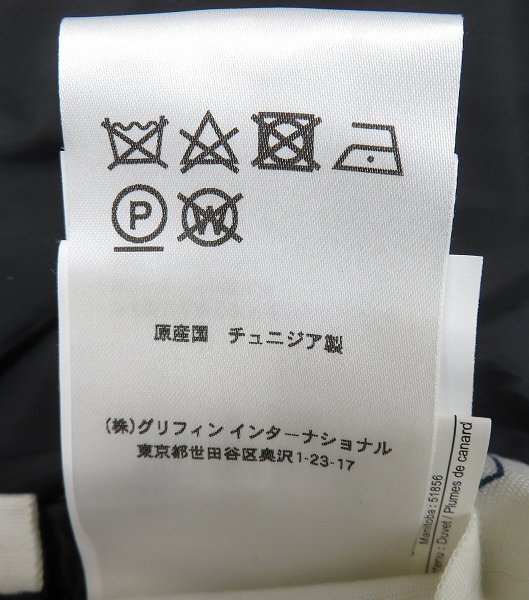 P W
原産国 チュニジア製
(株)グリフィン インターナショナル
東京都世田谷区奥沢1-23-17
Manitoba : 51856
tenu : Duvet / Plumes de canard